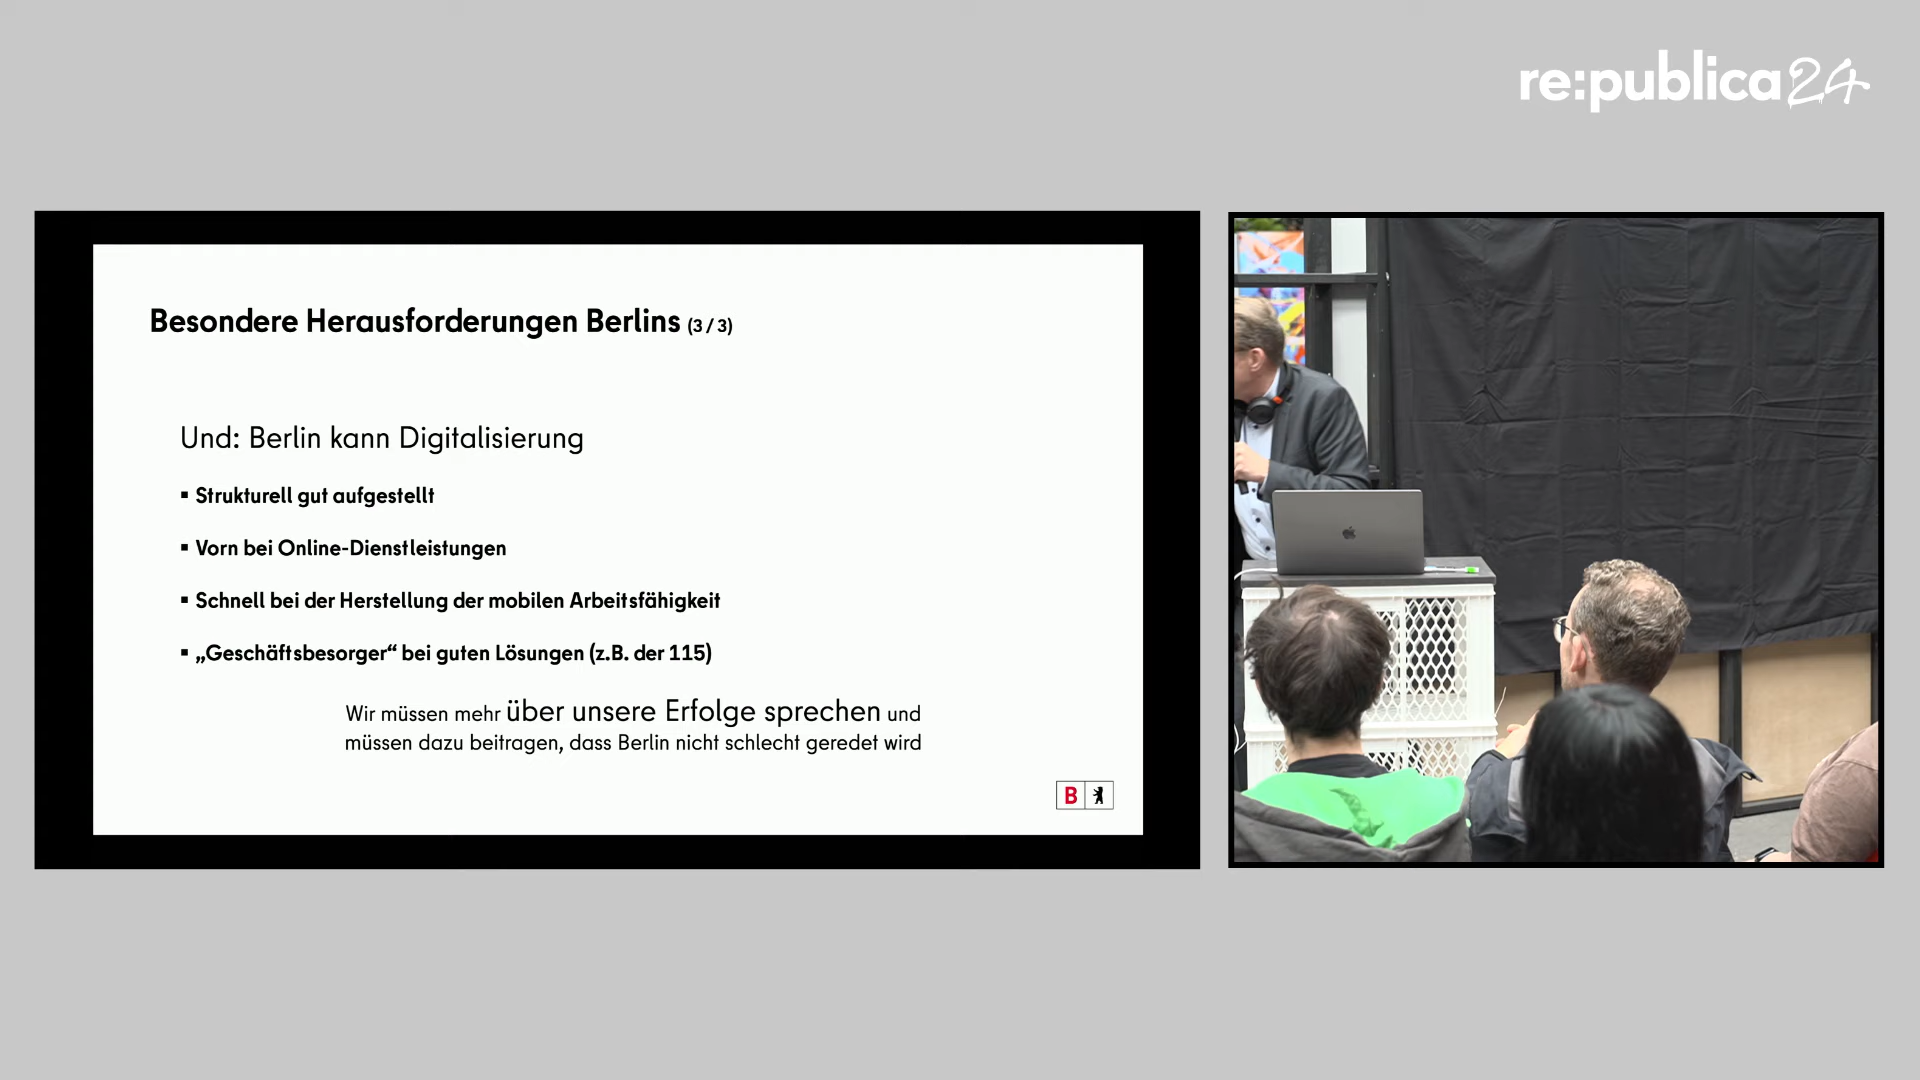 re:publica 24
Besondere Herausforderungen Berlins (3 / 3)
Und: Berlin kann Digitalisierung
▪ Strukturell gut aufgestellt
▪ Vorn bei Online-Dienstleistungen
▪ Schnell bei der Herstellung der mobilen Arbeitsfähigkeit
▪ „Geschäftsbesorger“ bei guten Lösungen (z.B. der 115)
Wir müssen mehr über unsere Erfolge sprechen und
müssen dazu beitragen, dass Berlin nicht schlecht geredet wird
B